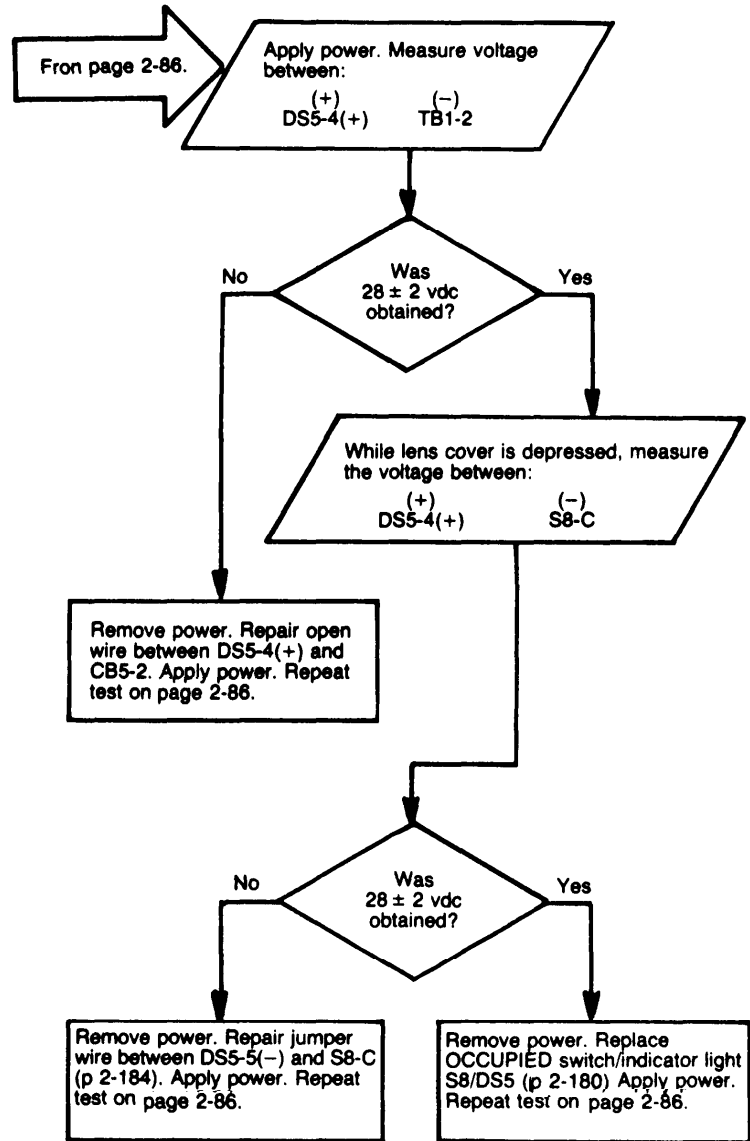 Fron page 2-86.
Apply power. Measure voltage
between:
(+) (−)
DS5-4(+) TB1-2
No
Was
28 ± 2 vdc
obtained?
Yes
While lens cover is depressed, measure
the voltage between:
(+) (−)
DS5-4(+) S8-C
Remove power. Repair open
wire between DS5-4(+) and
CB5-2. Apply power. Repeat
test on page 2-86.
No
Was
28 ± 2 vdc
obtained?
Yes
Remove power. Repair jumper
wire between DS5-5(−) and S8-C
(p 2-184). Apply power. Repeat
test on page 2-86.
Remove power. Replace
OCCUPIED switch/indicator light
S8/DS5 (p 2-180) Apply power.
Repeat test on page 2-86.